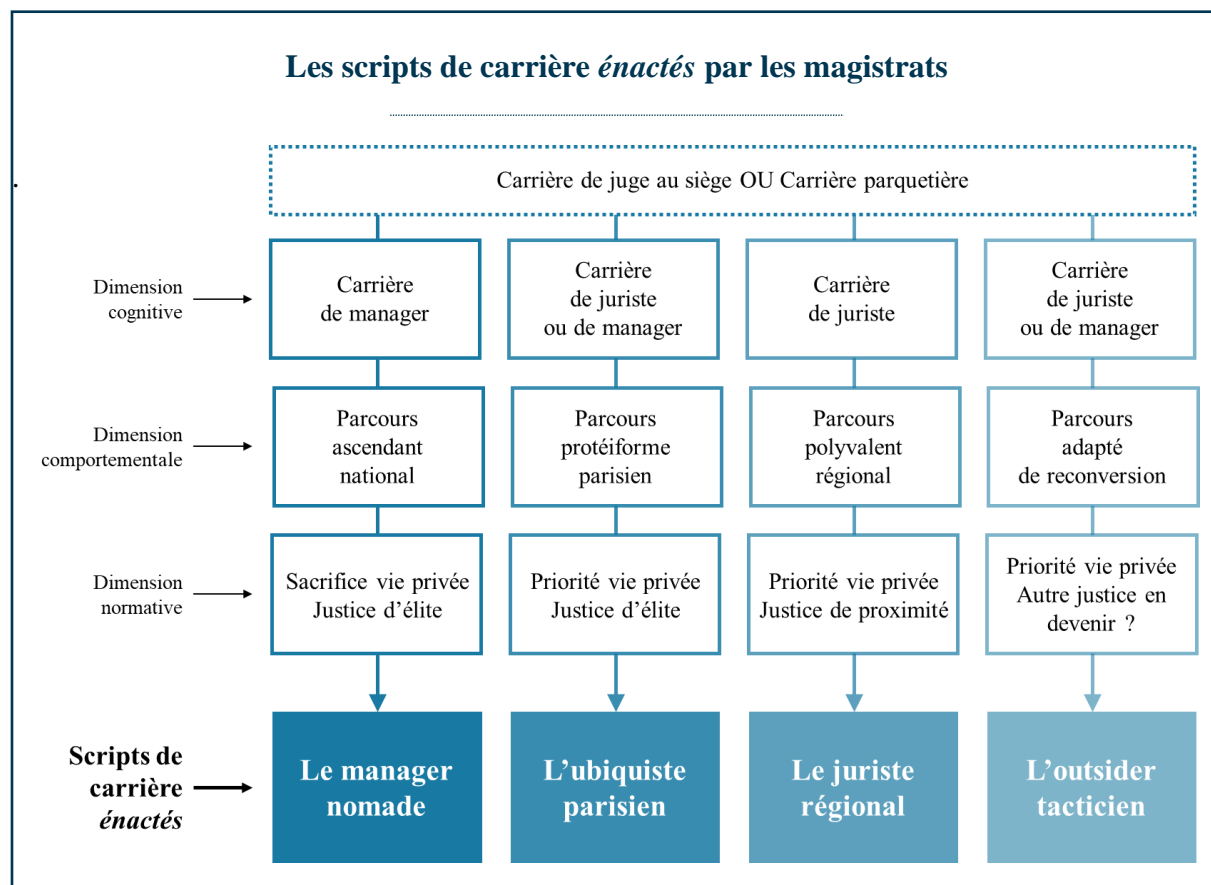 Les scripts de carrière énactés par les magistrats
.
Carrière de juge au siège OU Carrière parquetière
Dimension
cognitive
Carrière
de manager
Carrière
de juriste
ou de manager
Carrière
de juriste
Carrière
de juriste
ou de manager
Dimension
comportementale
Parcours
ascendant
national
Parcours
protéiforme
parisien
Parcours
polyvalent
régional
Parcours
adapté
de reconversion
Dimension
normative
Sacrifice vie privée
Justice d’élite
Priorité vie privée
Justice d’élite
Priorité vie privée
Justice de proximité
Priorité vie privée
Autre justice en
devenir ?
Scripts de
carrière
énactés
Le manager
nomade
L’ubiquiste
parisien
Le juriste
régional
L’outsider
tacticien